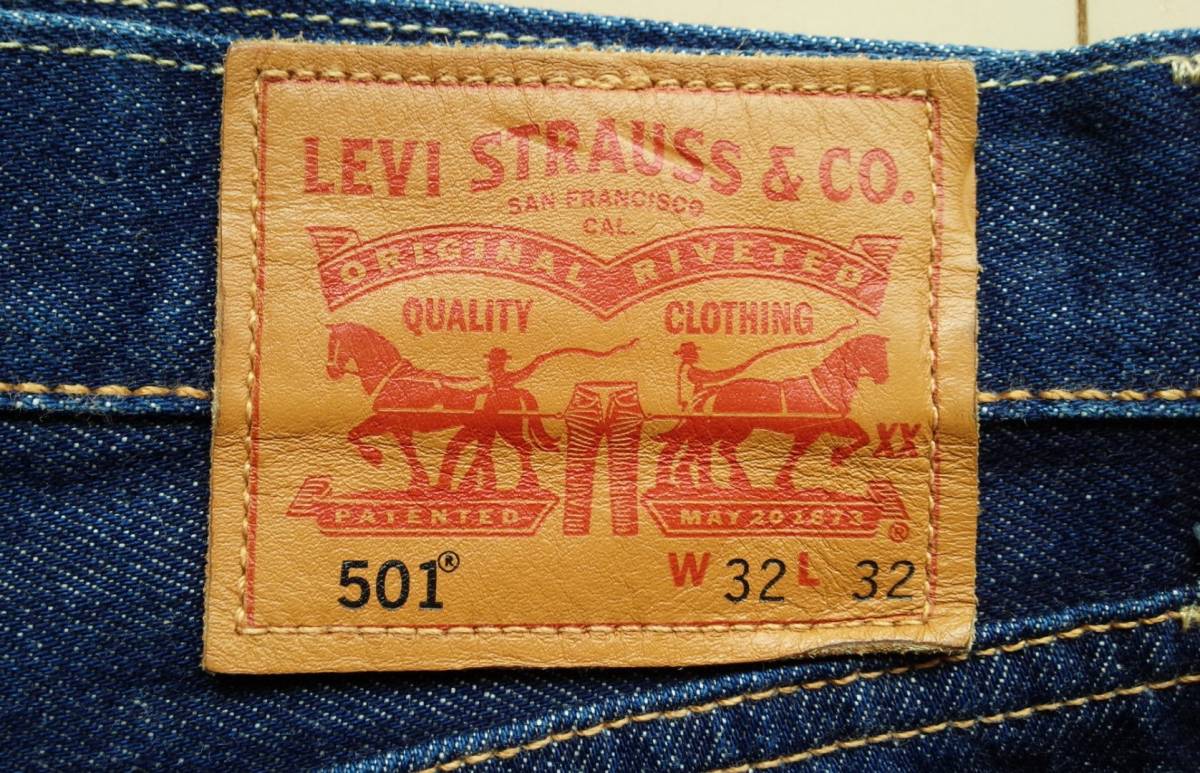 LEVI STRAUSS & CO.
SAN FRANCISCO
CAL.
ORIGINAL RIVETED
QUALITY CLOTHING
XX
PATENTED MAY 20 1873 ®
501® W 32 L 32